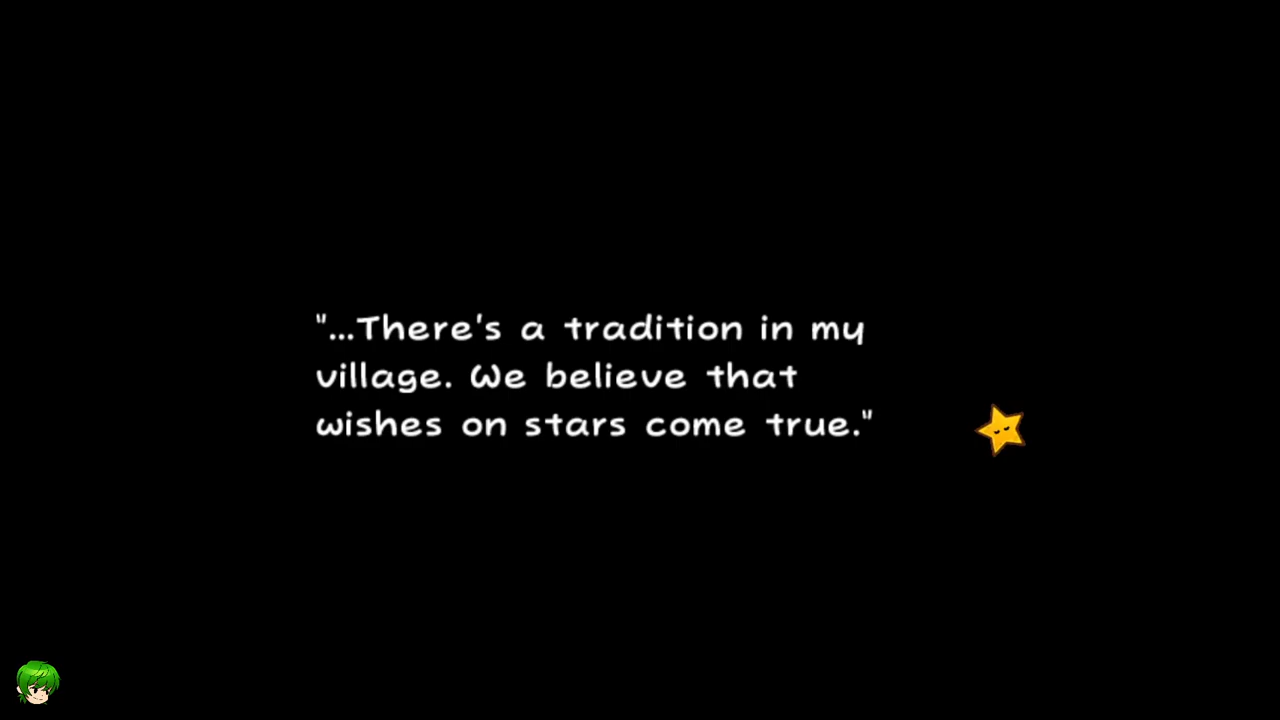 "...There's a tradition in my
village. We believe that
wishes on stars come true."